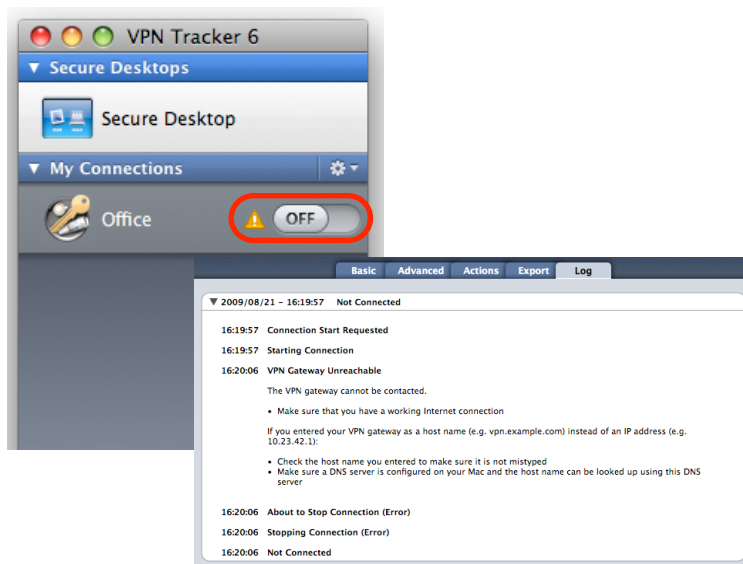 VPN Tracker 6
Secure Desktops
Secure Desktop
My Connections
Office
OFF
Basic Advanced Actions Export Log
2009/08/21 - 16:19:57 Not Connected
16:19:57 Connection Start Requested
16:19:57 Starting Connection
16:20:06 VPN Gateway Unreachable
The VPN gateway cannot be contacted.
• Make sure that you have a working Internet connection
If you entered your VPN gateway as a host name (e.g. vpn.example.com) instead of an IP address (e.g.
10.23.42.1):
• Check the host name you entered to make sure it is not mistyped
• Make sure a DNS server is configured on your Mac and the host name can be looked up using this DNS
server
16:20:06 About to Stop Connection (Error)
16:20:06 Stopping Connection (Error)
16:20:06 Not Connected